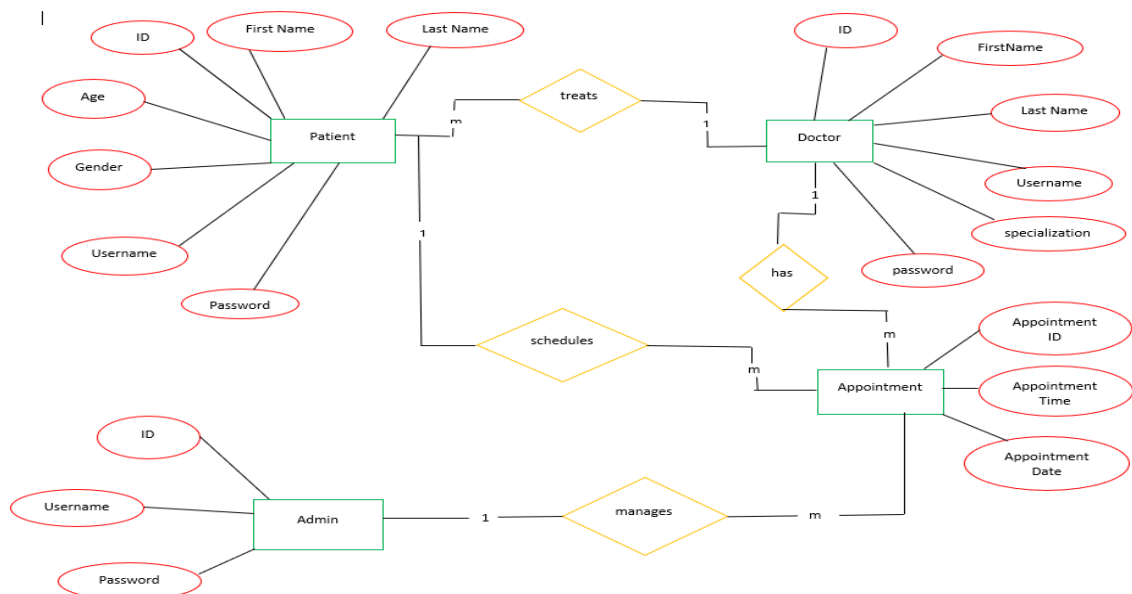 ID
First Name
Last Name
ID
FirstName
Age
treats
Last Name
m
1
Patient
Doctor
Gender
Username
1
1
specialization
Username
has
password
Password
Appointment
ID
schedules
m
m
Appointment
Appointment
Time
ID
Appointment
Date
Username
Admin
1
manages
m
Password